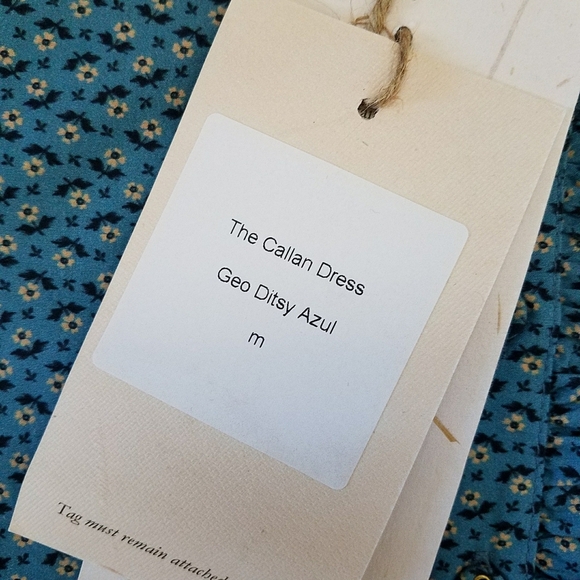 The Callan Dress
Geo Ditsy Azul
m
Tag must remain attached